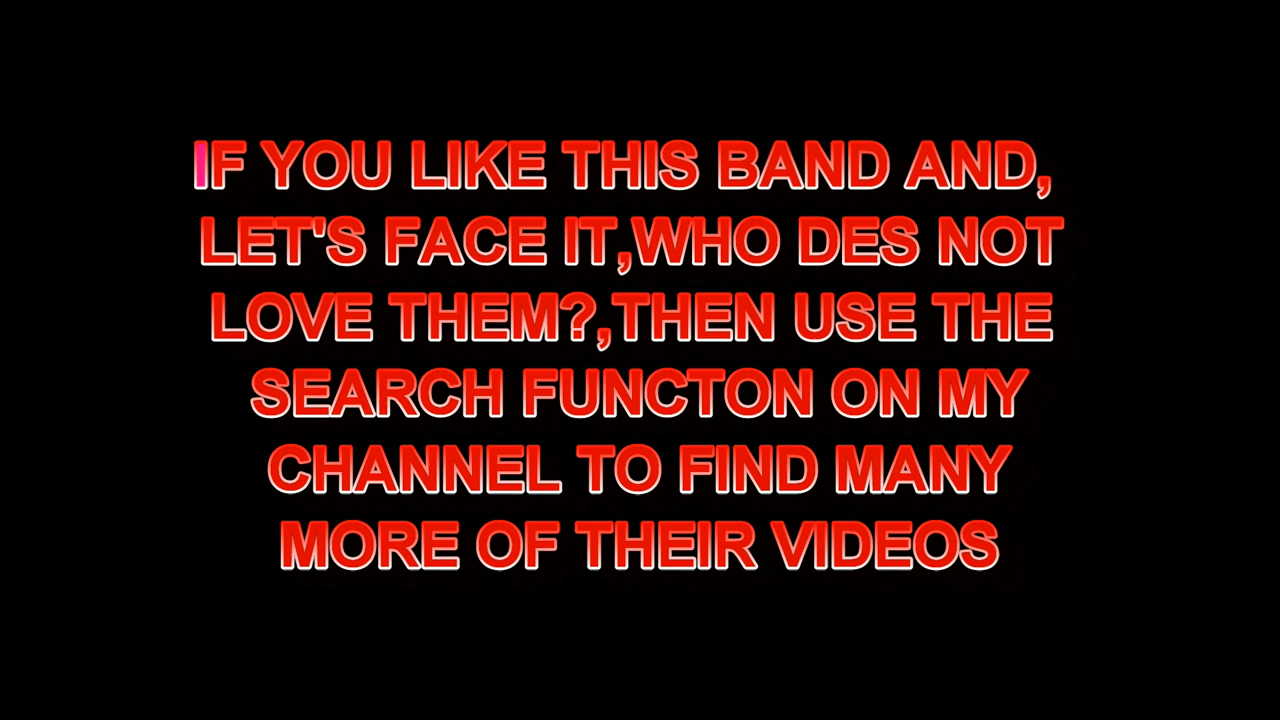 IF YOU LIKE THIS BAND AND,
LET'S FACE IT,WHO DES NOT
LOVE THEM?,THEN USE THE
SEARCH FUNCTON ON MY
CHANNEL TO FIND MANY
MORE OF THEIR VIDEOS